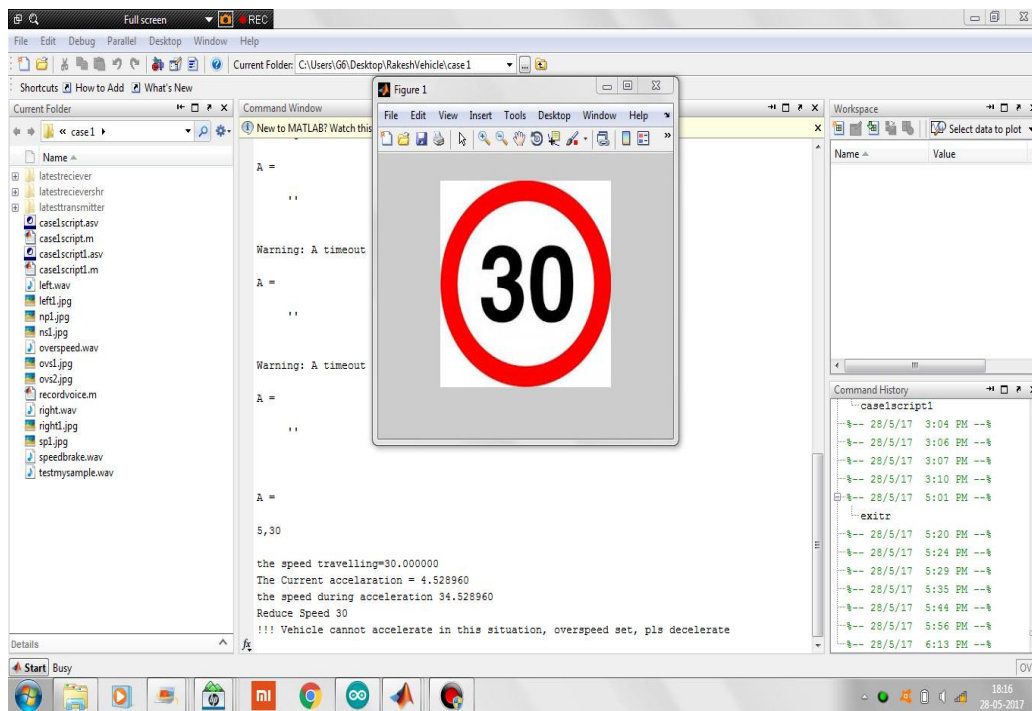 Full screen
REC
File Edit Debug Parallel Desktop Window Help
Current Folder: C:\Users\G6\Desktop\RakeshVehicle\case 1
Shortcuts How to Add What's New
Current Folder
« case1
Name
latestreciever
latestrecievershr
latesttransmitter
case1script.asv
case1script.m
case1script1.asv
case1script1.m
left.wav
left1.jpg
np1.jpg
ns1.jpg
overspeed.wav
ovs1.jpg
ovs2.jpg
recordvoice.m
right.wav
right1.jpg
sp1.jpg
speedbrake.wav
testmysample.wav
Details
Command Window
New to MATLAB? Watch this
A =
''
Warning: A timeout
A =
''
Warning: A timeout
A =
''
A =
5,30
the speed travelling=30.000000
The Current accelaration = 4.528960
the speed during acceleration 34.528960
Reduce Speed 30
!!! Vehicle cannot accelerate in this situation, overspeed set, pls decelerate
fx
Figure 1
File Edit View Insert Tools Desktop Window Help
30
Workspace
Select data to plot
Name Value
Command History
case1script1
%-- 28/5/17 3:04 PM --%
%-- 28/5/17 3:06 PM --%
%-- 28/5/17 3:07 PM --%
%-- 28/5/17 3:10 PM --%
%-- 28/5/17 5:01 PM --%
exitr
%-- 28/5/17 5:20 PM --%
%-- 28/5/17 5:24 PM --%
%-- 28/5/17 5:29 PM --%
%-- 28/5/17 5:35 PM --%
%-- 28/5/17 5:44 PM --%
%-- 28/5/17 5:56 PM --%
%-- 28/5/17 6:13 PM --%
Start Busy
OV
hp
mi
18:16
28-05-2017